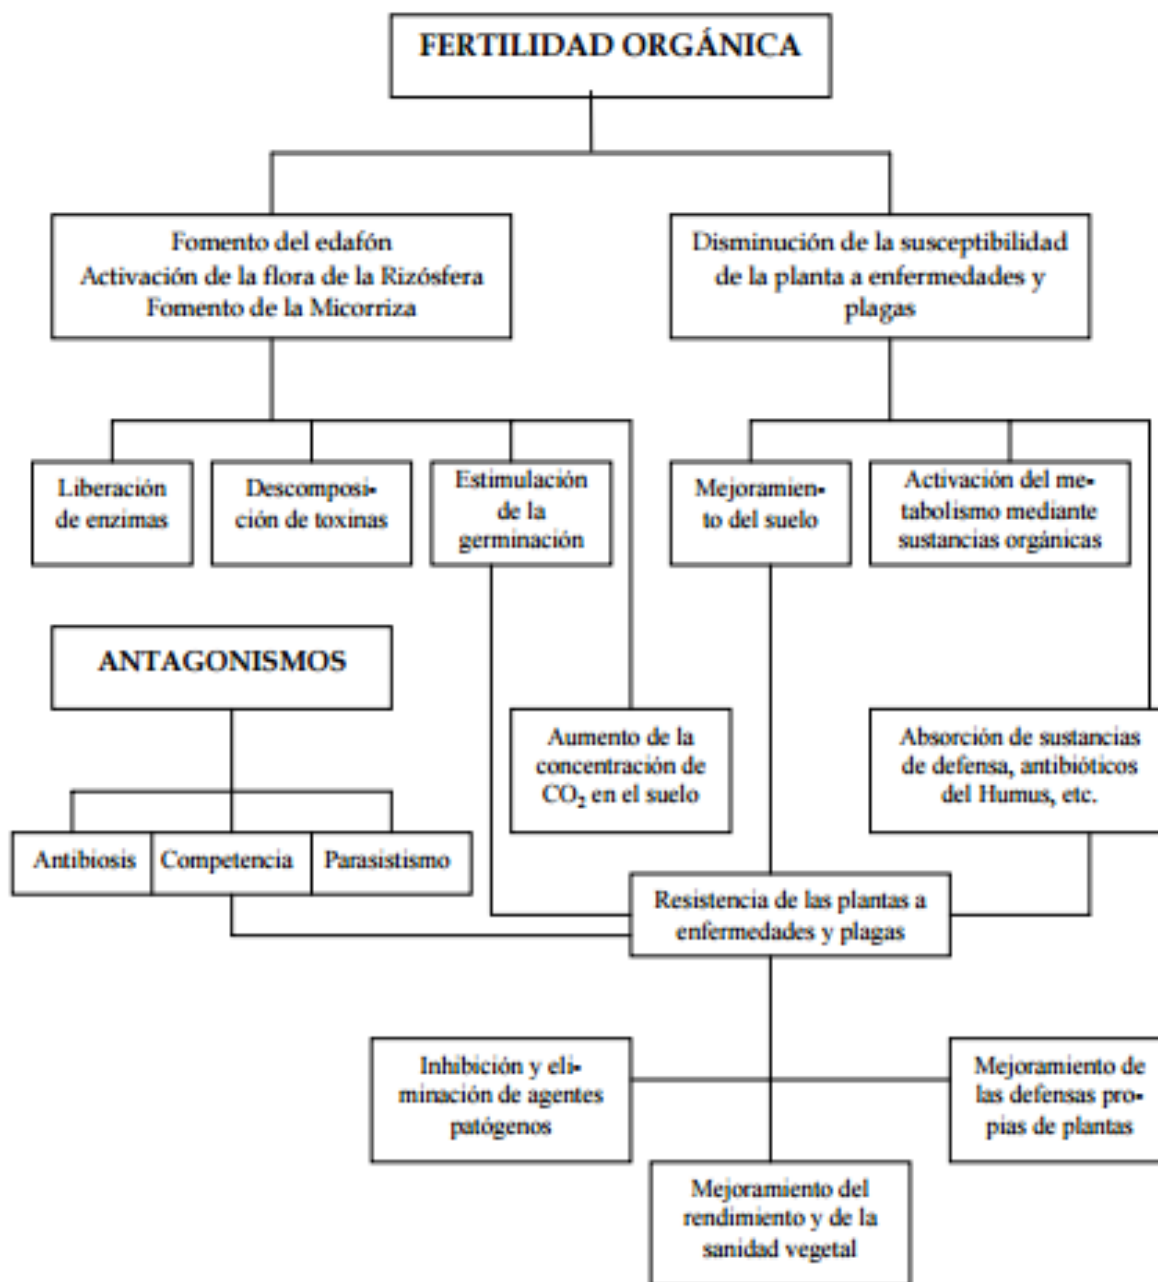 FERTILIDAD ORGÁNICA
Fomento del edafón
Activación de la flora de la Rizósfera
Fomento de la Micorriza
Disminución de la susceptibilidad
de la planta a enfermedades y
plagas
Liberación
de enzimas
Descomposi-
ción de toxinas
Estimulación
de la
germinación
Mejoramien-
to del suelo
Activación del me-
tabolismo mediante
sustancias orgánicas
ANTAGONISMOS
Aumento de la
concentración de
CO₂ en el suelo
Absorción de sustancias
de defensa, antibióticos
del Humus, etc.
Antibiosis
Competencia
Parasistismo
Resistencia de las plantas a
enfermedades y plagas
Inhibición y eli-
minación de agentes
patógenos
Mejoramiento de
las defensas pro-
pias de plantas
Mejoramiento del
rendimiento y de la
sanidad vegetal